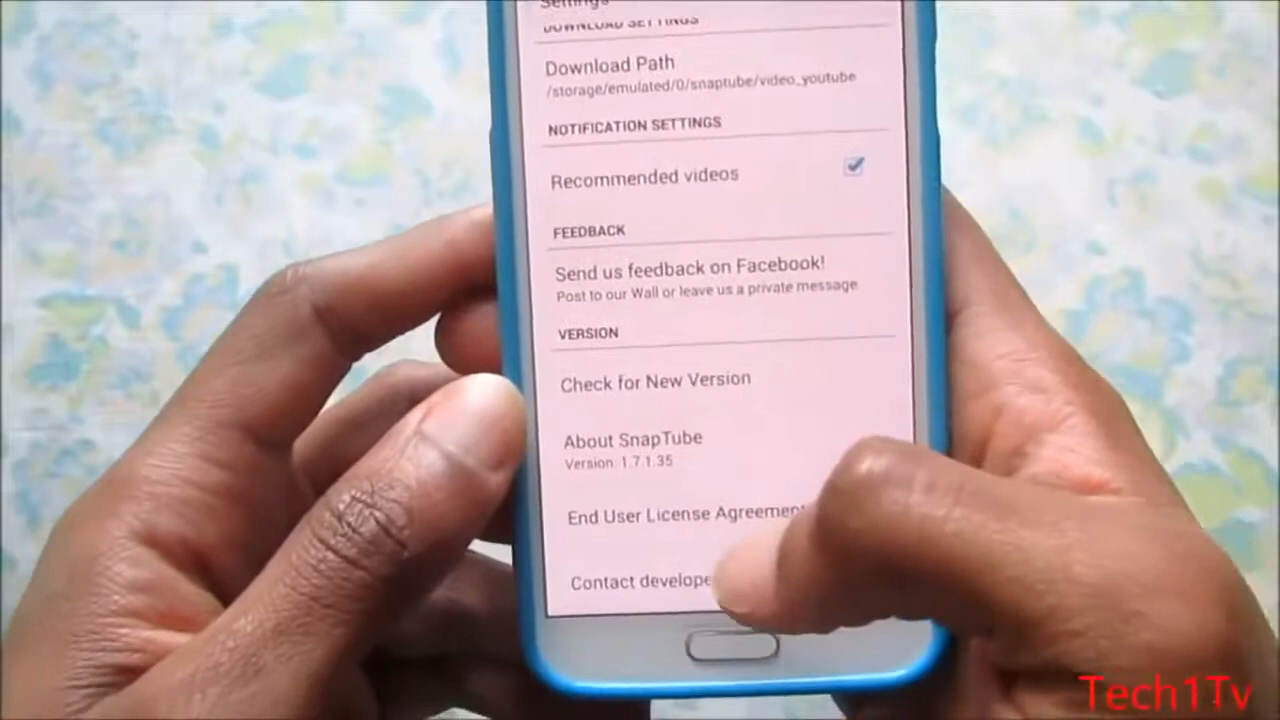 Settings
DOWNLOAD SETTINGS
Download Path
/storage/emulated/0/snaptube/video_youtube
NOTIFICATION SETTINGS
Recommended videos
FEEDBACK
Send us feedback on Facebook!
Post to our Wall or leave us a private message
VERSION
Check for New Version
About SnapTube
Version: 1.7.1.35
End User License Agreemen
Contact develope
Tech1Tv